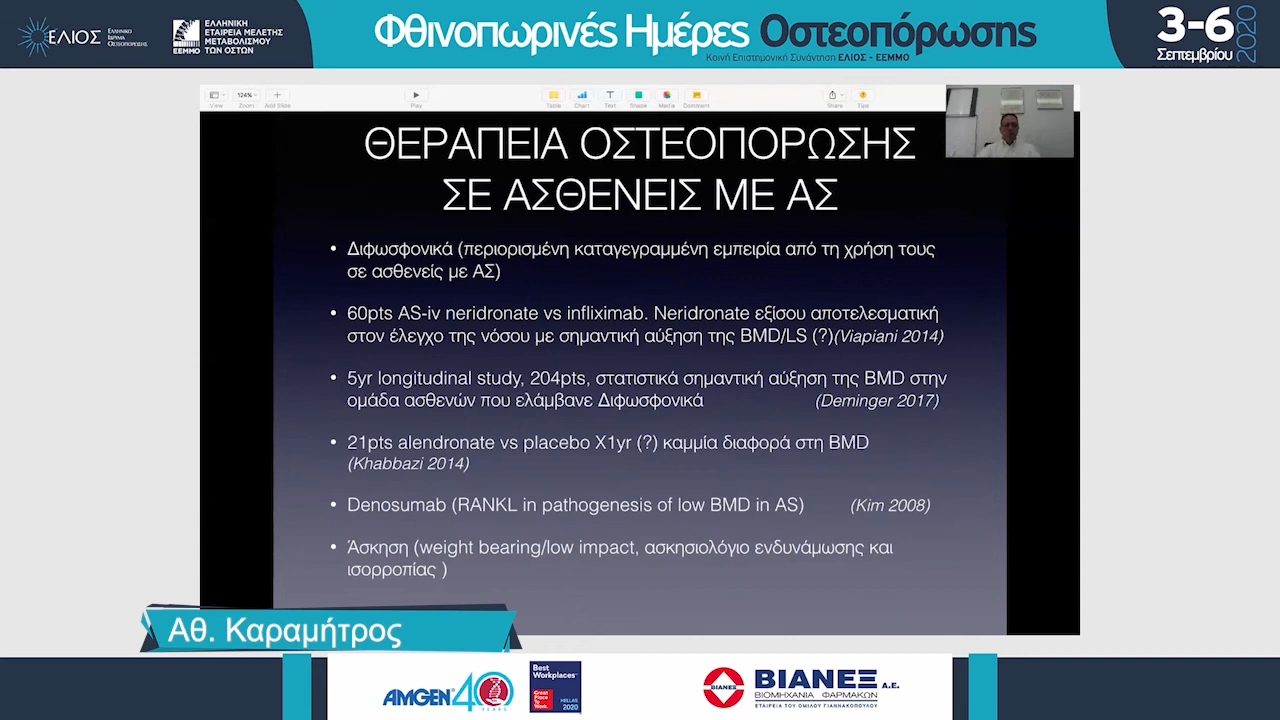 ΕΛΙΟΣ
ΕΛΛΗΝΙΚΟ
ΙΔΡΥΜΑ
ΟΣΤΕΟΠΟΡΩΣΗΣ
ΕΕΜΜΟ
ΕΛΛΗΝΙΚΗ
ΕΤΑΙΡΕΙΑ ΜΕΛΕΤΗΣ
ΜΕΤΑΒΟΛΙΣΜΟΥ
ΤΩΝ ΟΣΤΩΝ
Φθινοπωρινές Ημέρες Οστεοπόρωσης
Κοινή Επιστημονική Συνάντηση ΕΛΙΟΣ - ΕΕΜΜΟ
3-6
Σεπτεμβρίου
2020
124%
View Zoom Add Slide Play Table Chart Text Shape Media Comment Share Tips
ΘΕΡΑΠΕΙΑ ΟΣΤΕΟΠΟΡΩΣΗΣ
ΣΕ ΑΣΘΕΝΕΙΣ ΜΕ ΑΣ
• Διφωσφονικά (περιορισμένη καταγεγραμμένη εμπειρία από τη χρήση τους
σε ασθενείς με ΑΣ)
• 60pts AS-iv neridronate vs infliximab. Neridronate εξίσου αποτελεσματική
στον έλεγχο της νόσου με σημαντική αύξηση της BMD/LS (?)(Viapiani 2014)
• 5yr longitudinal study, 204pts, στατιστικά σημαντική αύξηση της BMD στην
ομάδα ασθενών που ελάμβανε Διφωσφονικά (Deminger 2017)
• 21pts alendronate vs placebo X1yr (?) καμμία διαφορά στη BMD
(Khabbazi 2014)
• Denosumab (RANKL in pathogenesis of low BMD in AS) (Kim 2008)
• Άσκηση (weight bearing/low impact, ασκησιολόγιο ενδυνάμωσης και
ισορροπίας )
Αθ. Καραμήτρος
AMGEN 40
YEARS
Best
Workplaces™
Great
Place
To
Work
HELLAS
2020
ΒΙΑΝΕΞ
ΒΙΑΝΕΞ Α.Ε.
ΒΙΟΜΗΧΑΝΙΑ ΦΑΡΜΑΚΩΝ
ΕΤΑΙΡΕΙΑ ΤΟΥ ΟΜΙΛΟΥ ΓΙΑΝΝΑΚΟΠΟΥΛΟΥ